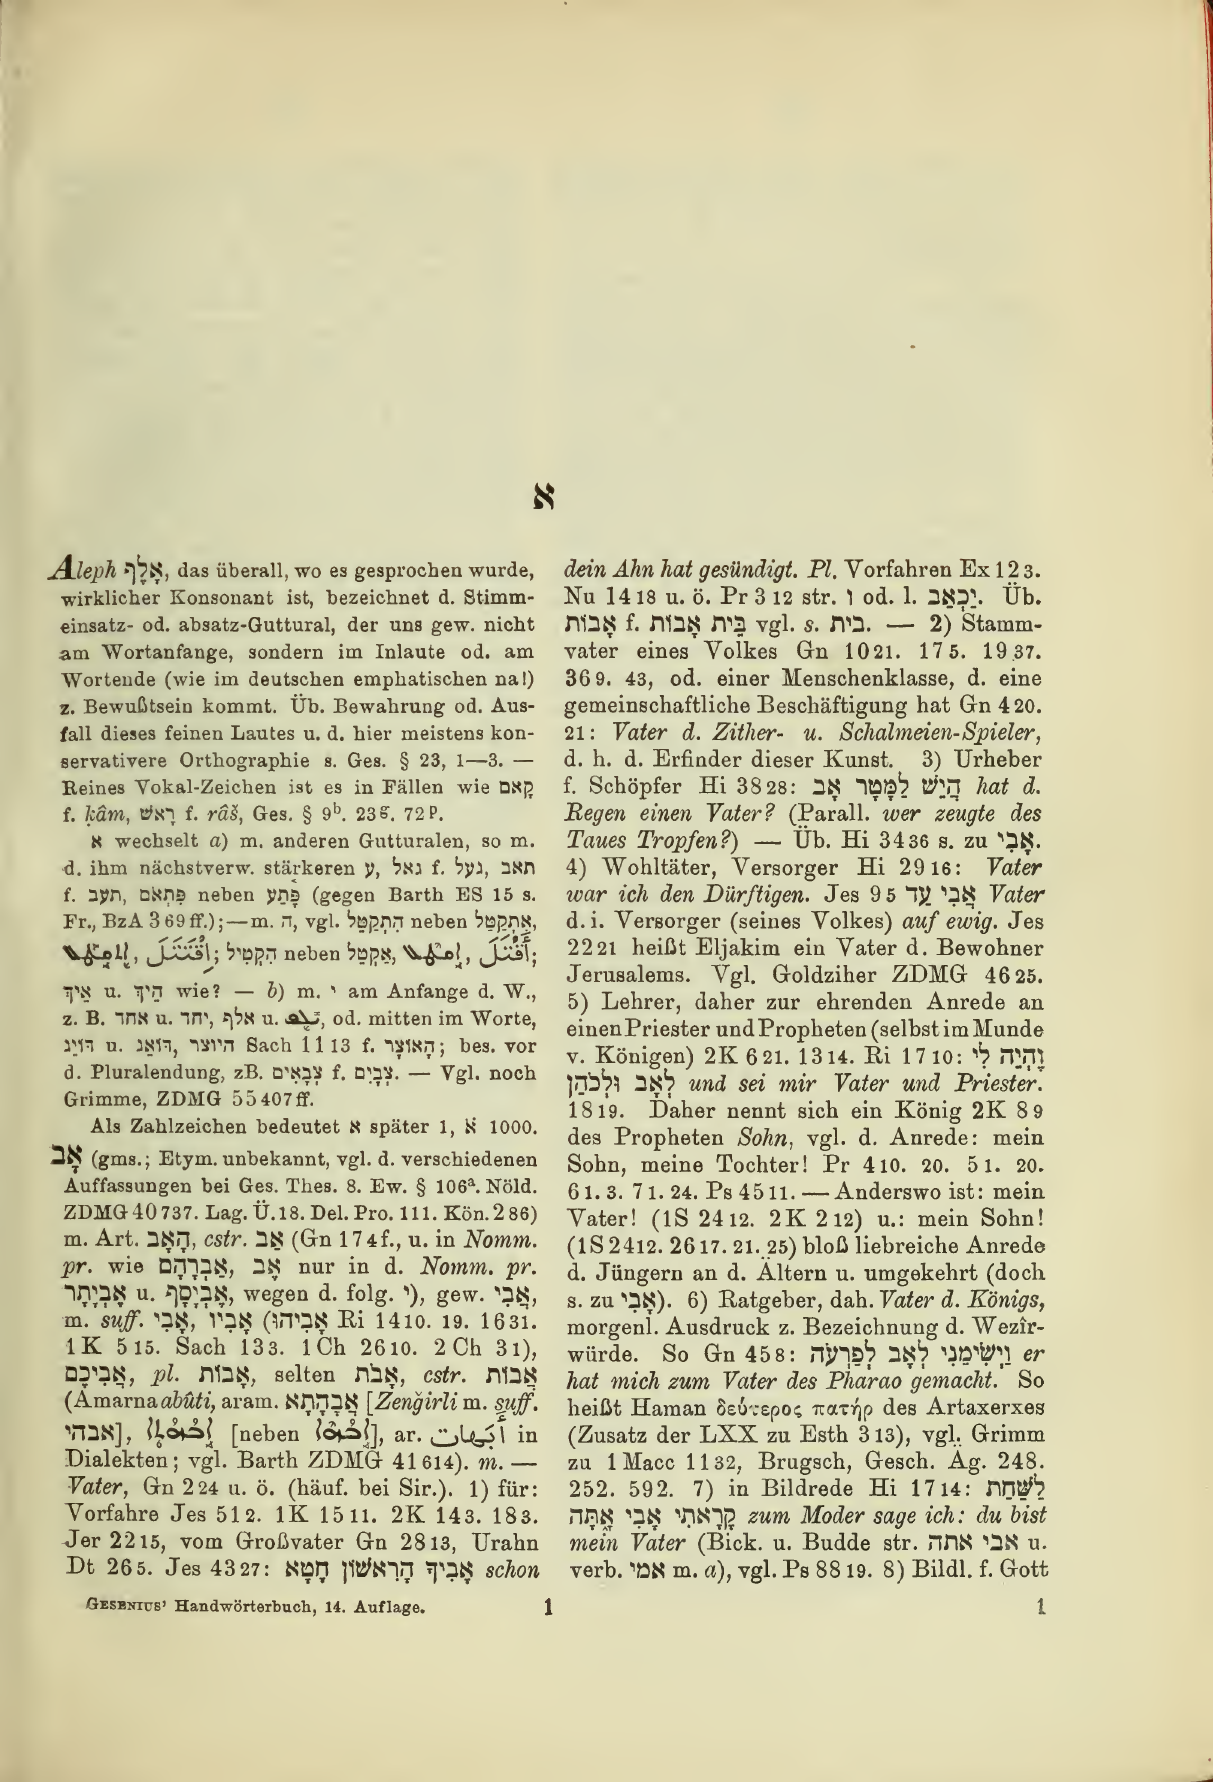 א
Aleph אָלֶף, das überall, wo es gesprochen wurde,
wirklicher Konsonant ist, bezeichnet d. Stimm-
einsatz- od. absatz-Guttural, der uns gew. nicht
am Wortanfange, sondern im Inlaute od. am
Wortende (wie im deutschen emphatischen na!)
z. Bewußtsein kommt. Üb. Bewahrung od. Aus-
fall dieses feinen Lautes u. d. hier meistens kon-
servativere Orthographie s. Ges. § 23, 1—3. —
Reines Vokal-Zeichen ist es in Fällen wie קָאם
f. ḳâm, רָאשׁ f. râš, Ges. § 9ᵇ. 23ᵍ. 72ᵖ.
א wechselt a) m. anderen Gutturalen, so m.
d. ihm nächstverw. stärkeren ע, גאל f. געל, תאב
f. תעב, פִּתְאֹם neben פֶּתַע (gegen Barth ES 15 s.
Fr., BzA 3 69 ff.); — m. ה, vgl. הִתְקַטֵּל neben אֶתְקַטֵּל,
הִקְטִיל neben אַקְטֵל,
אֵיךְ u. הֵיךְ wie? — b) m. י am Anfange d. W.,
z. B. אחד u. יחד, אלף u. od. mitten im Worte,
דּוּיַג u. דּוֹאֵג, היוצר Sach 11 13 f. הָאוֹצָר; bes. vor
d. Pluralendung, zB. צְבָאִים f. צְבָיִם. — Vgl. noch
Grimme, ZDMG 55 407 ff.
Als Zahlzeichen bedeutet א später 1, א̈ 1000.
אָב (gms.; Etym. unbekannt, vgl. d. verschiedenen
Auffassungen bei Ges. Thes. 8. Ew. § 106ᵃ. Nöld.
ZDMG 40 737. Lag. Ü. 18. Del. Pro. 111. Kön. 2 86)
m. Art. הָאָב, cstr. אַב (Gn 17 4 f., u. in Nomm.
pr. wie אַבְרָהָם, אֶב nur in d. Nomm. pr.
אֶבְיָתָר u. אֶבְיָסָף, wegen d. folg. י), gew. אֲבִי,
m. suff. אָבִי, אָבִיו (אָבִיהוּ Ri 14 10. 19. 16 31.
1 K 5 15. Sach 13 3. 1 Ch 26 10. 2 Ch 3 1),
אֲבִיכֶם, pl. אָבוֹת, selten אָבֹת, cstr. אֲבוֹת
(Amarna abûti, aram. אֲבָהָתָא [Zenǧirli m. suff.
אבהי], [neben ], ar. in
Dialekten; vgl. Barth ZDMG 41 614). m. —
Vater, Gn 2 24 u. ö. (häuf. bei Sir.). 1) für:
Vorfahre Jes 51 2. 1 K 15 11. 2 K 14 3. 18 3.
Jer 22 15, vom Großvater Gn 28 13, Urahn
Dt 26 5. Jes 43 27: אָבִיךָ הָרִאשׁוֹן חָטָא schon
dein Ahn hat gesündigt. Pl. Vorfahren Ex 12 3.
Nu 14 18 u. ö. Pr 3 12 str. ו od. l. יַכְאִב. Üb.
אָבוֹת f. בֵּית אָבוֹת vgl. s. בית. — 2) Stamm-
vater eines Volkes Gn 10 21. 17 5. 19 37.
36 9. 43, od. einer Menschenklasse, d. eine
gemeinschaftliche Beschäftigung hat Gn 4 20.
21: Vater d. Zither- u. Schalmeien-Spieler,
d. h. d. Erfinder dieser Kunst. 3) Urheber
f. Schöpfer Hi 38 28: הֲיֵשׁ לַמָּטָר אָב hat d.
Regen einen Vater? (Parall. wer zeugte des
Taues Tropfen?) — Üb. Hi 34 36 s. zu אֲבִי.
4) Wohltäter, Versorger Hi 29 16: Vater
war ich den Dürftigen. Jes 9 5 אֲבִי עַד Vater
d. i. Versorger (seines Volkes) auf ewig. Jes
22 21 heißt Eljakim ein Vater d. Bewohner
Jerusalems. Vgl. Goldziher ZDMG 46 25.
5) Lehrer, daher zur ehrenden Anrede an
einen Priester und Propheten (selbst im Munde
v. Königen) 2 K 6 21. 13 14. Ri 17 10: וֶהְיֵה לִי
לְאָב וּלְכֹהֵן und sei mir Vater und Priester.
18 19. Daher nennt sich ein König 2 K 8 9
des Propheten Sohn, vgl. d. Anrede: mein
Sohn, meine Tochter! Pr 4 10. 20. 5 1. 20.
6 1. 3. 7 1. 24. Ps 45 11. — Anderswo ist: mein
Vater! (1 S 24 12. 2 K 2 12) u.: mein Sohn!
(1 S 24 12. 26 17. 21. 25) bloß liebreiche Anrede
d. Jüngern an d. Ältern u. umgekehrt (doch
s. zu אֲבִי). 6) Ratgeber, dah. Vater d. Königs,
morgenl. Ausdruck z. Bezeichnung d. Wezîr-
würde. So Gn 45 8: וַיְשִׂימֵנִי לְאָב לְפַרְעֹה er
hat mich zum Vater des Pharao gemacht. So
heißt Haman δεύτερος πατήρ des Artaxerxes
(Zusatz der LXX zu Esth 3 13), vgl. Grimm
zu 1 Macc 11 32, Brugsch, Gesch. Äg. 248.
252. 592. 7) in Bildrede Hi 17 14: לַשַּׁחַת
קָרָאתִי אָבִי אָתָּה zum Moder sage ich: du bist
mein Vater (Bick. u. Budde str. אבי אתה u.
verb. אמי m. a), vgl. Ps 88 19. 8) Bildl. f. Gott
Gesenius' Handwörterbuch, 14. Auflage. 1 1